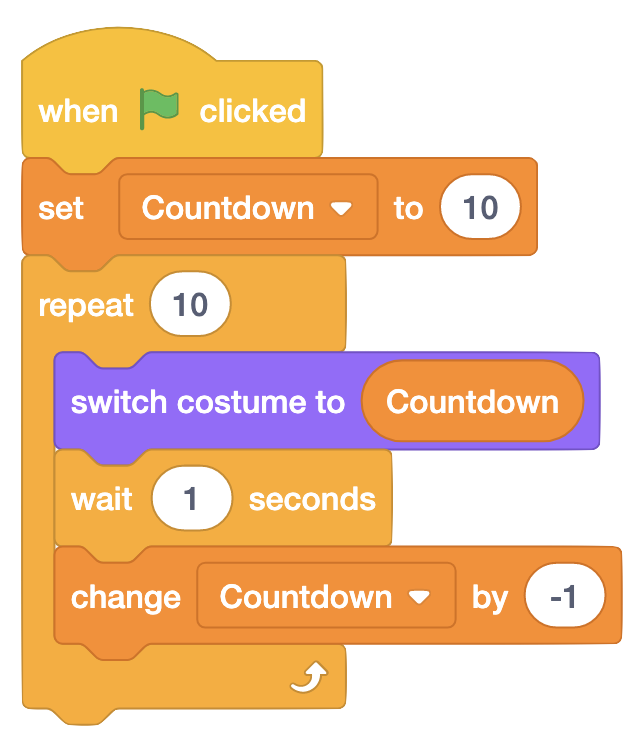 when clicked
set Countdown to 10
repeat 10
switch costume to Countdown
wait 1 seconds
change Countdown by -1